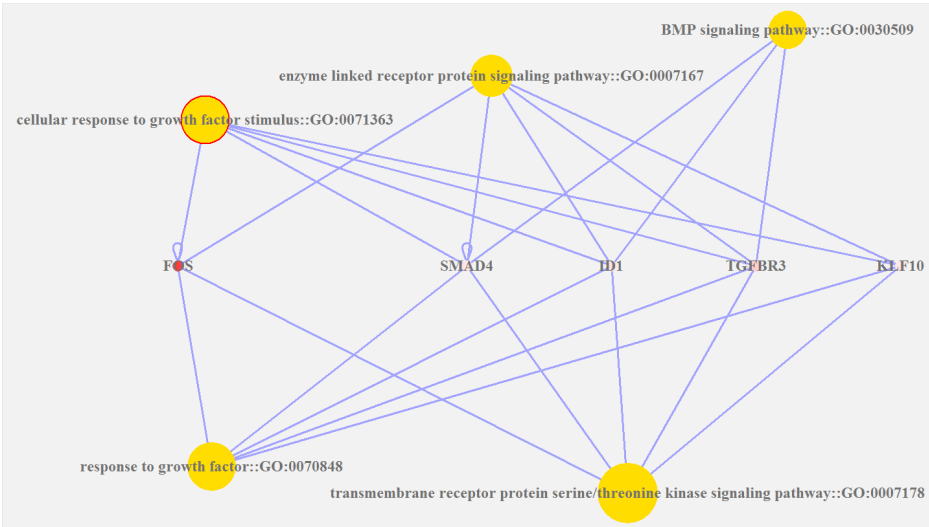 BMP signaling pathway::GO:0030509
enzyme linked receptor protein signaling pathway::GO:0007167
cellular response to growth factor stimulus::GO:0071363
FOS
SMAD4
ID1
TGFBR3
KLF10
response to growth factor::GO:0070848
transmembrane receptor protein serine/threonine kinase signaling pathway::GO:0007178